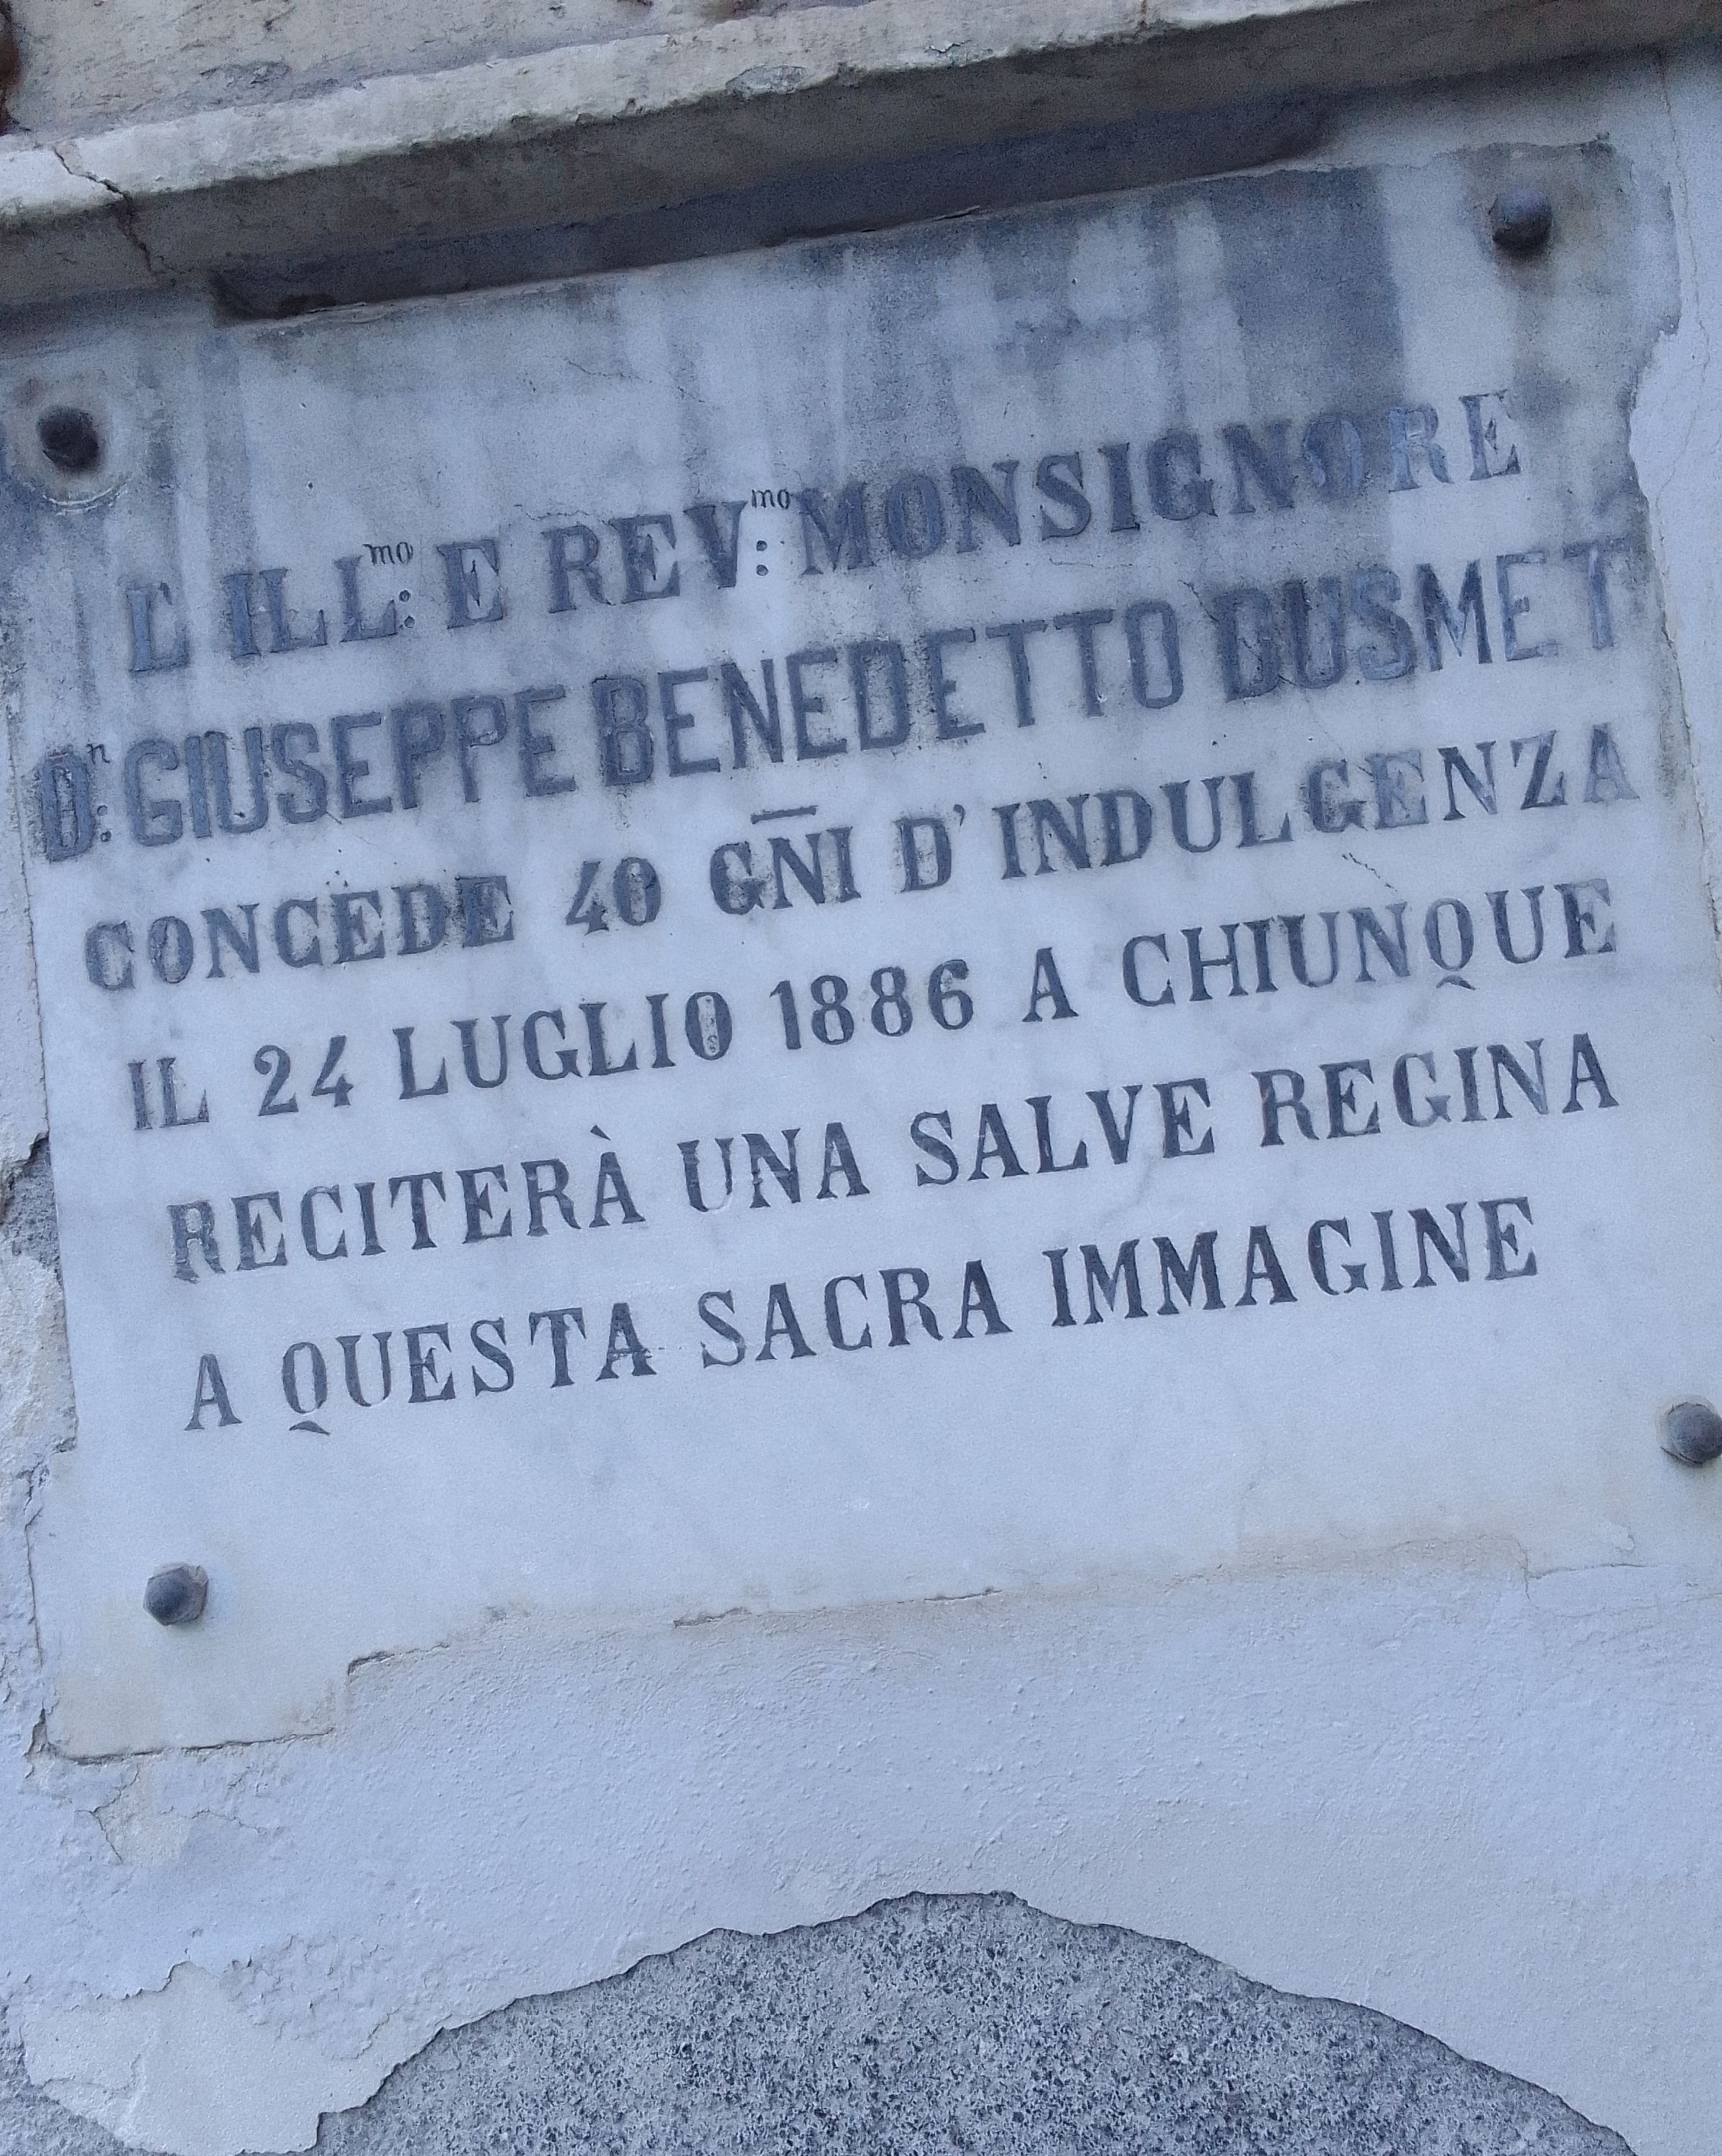 L' ILL:mo E REV:mo MONSIGNORE
D:n GIUSEPPE BENEDETTO DUSMET
CONCEDE 40 GN̅I D' INDULGENZA
IL 24 LUGLIO 1886 A CHIUNQUE
RECITERÀ UNA SALVE REGINA
A QUESTA SACRA IMMAGINE